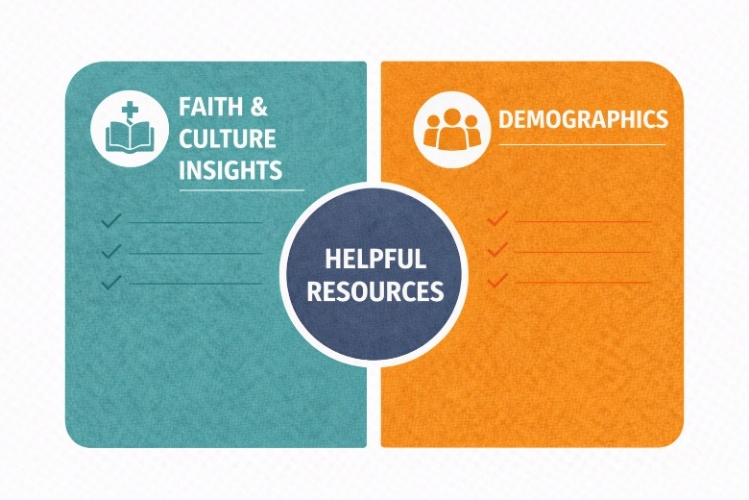 FAITH &
CULTURE
INSIGHTS
DEMOGRAPHICS
HELPFUL
RESOURCES